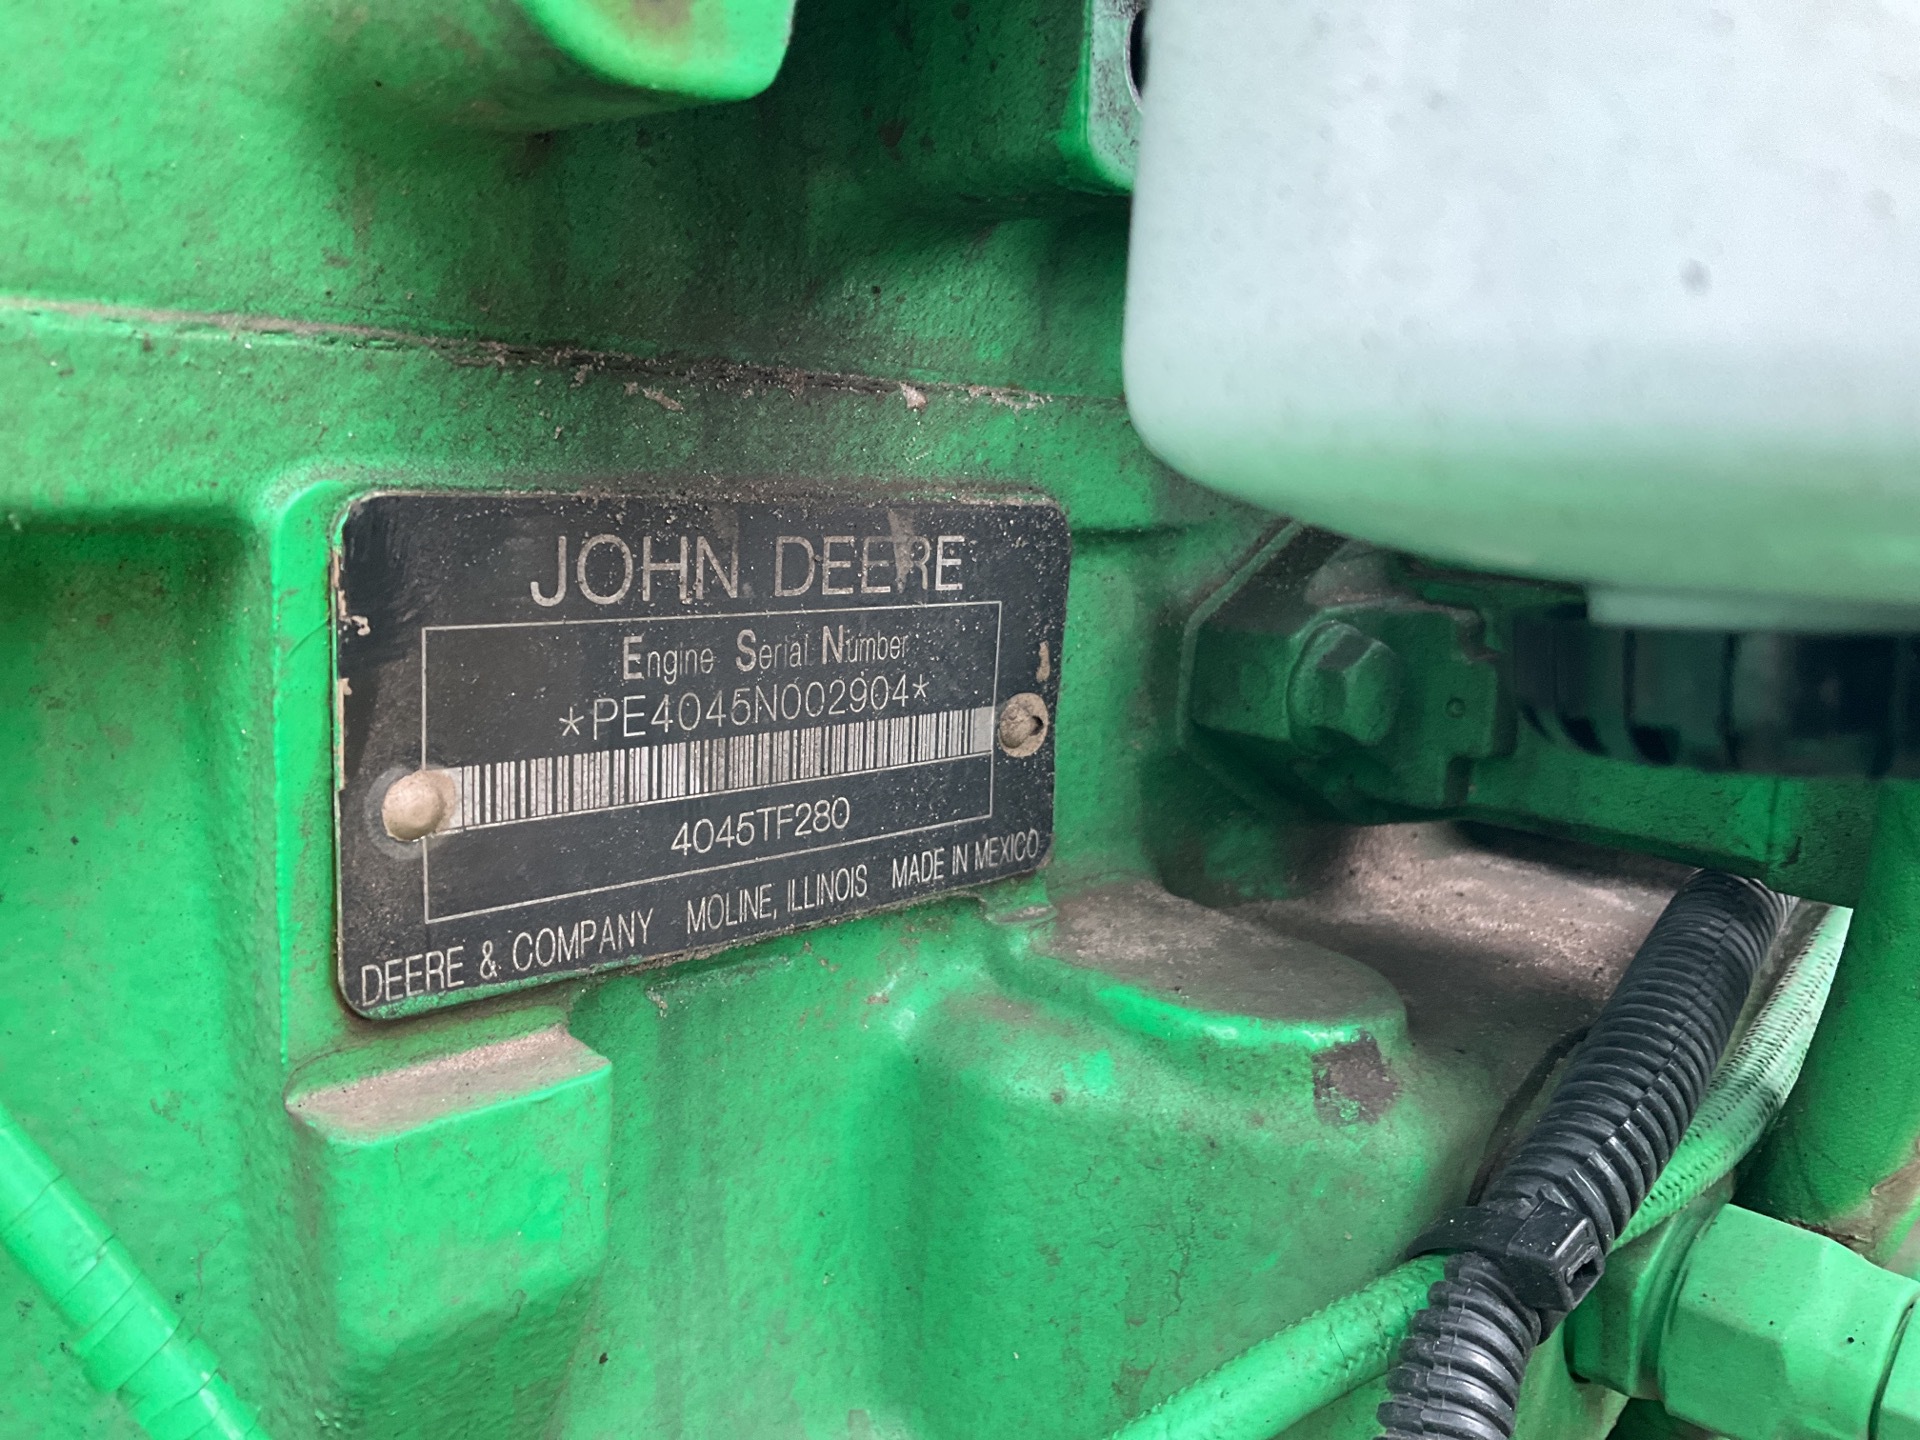 JOHN DEERE
Engine Serial Number
*PE4045N002904*
4045TF280
DEERE & COMPANY MOLINE, ILLINOIS MADE IN MEXICO